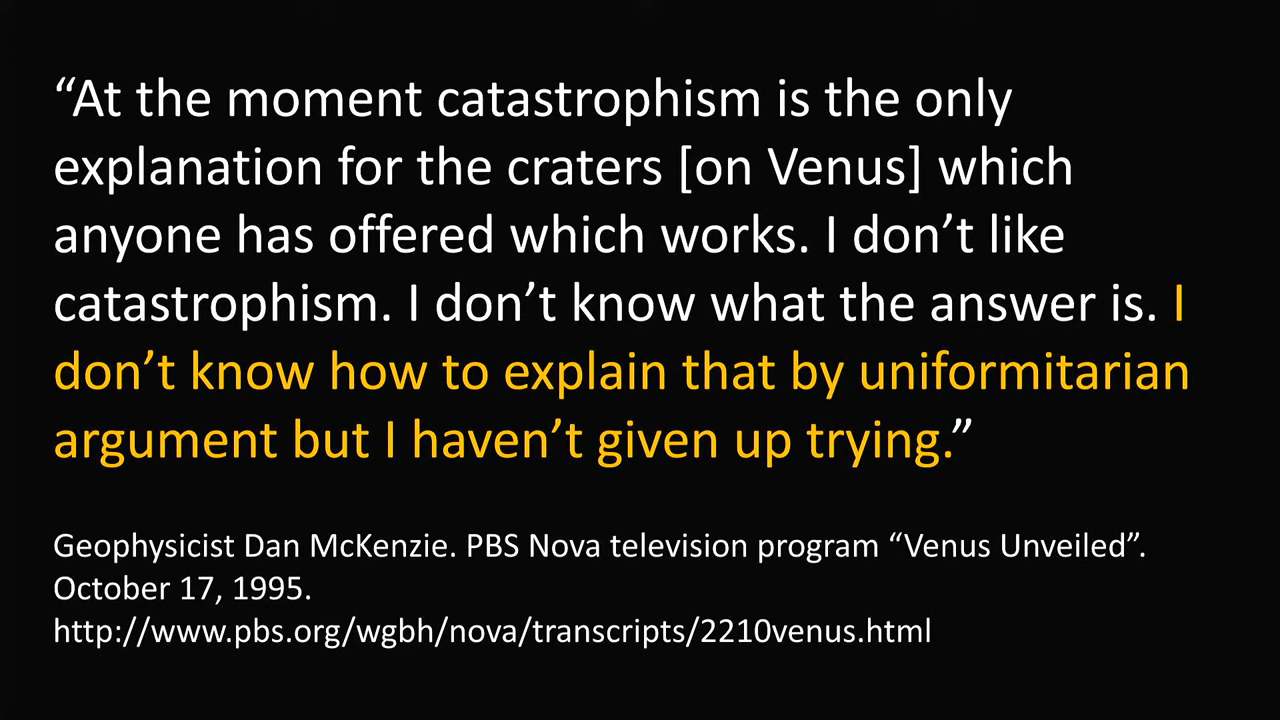 “At the moment catastrophism is the only
explanation for the craters [on Venus] which
anyone has offered which works. I don’t like
catastrophism. I don’t know what the answer is. I
don’t know how to explain that by uniformitarian
argument but I haven’t given up trying.”
Geophysicist Dan McKenzie. PBS Nova television program “Venus Unveiled”.
October 17, 1995.
http://www.pbs.org/wgbh/nova/transcripts/2210venus.html